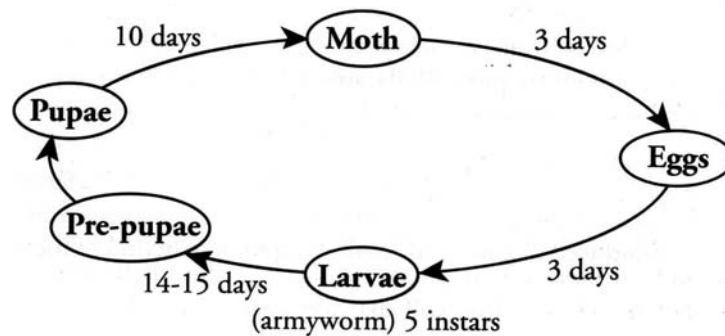 10 days
Moth
3 days
Pupae
Eggs
Pre-pupae
14-15 days
Larvae
3 days
(armyworm) 5 instars